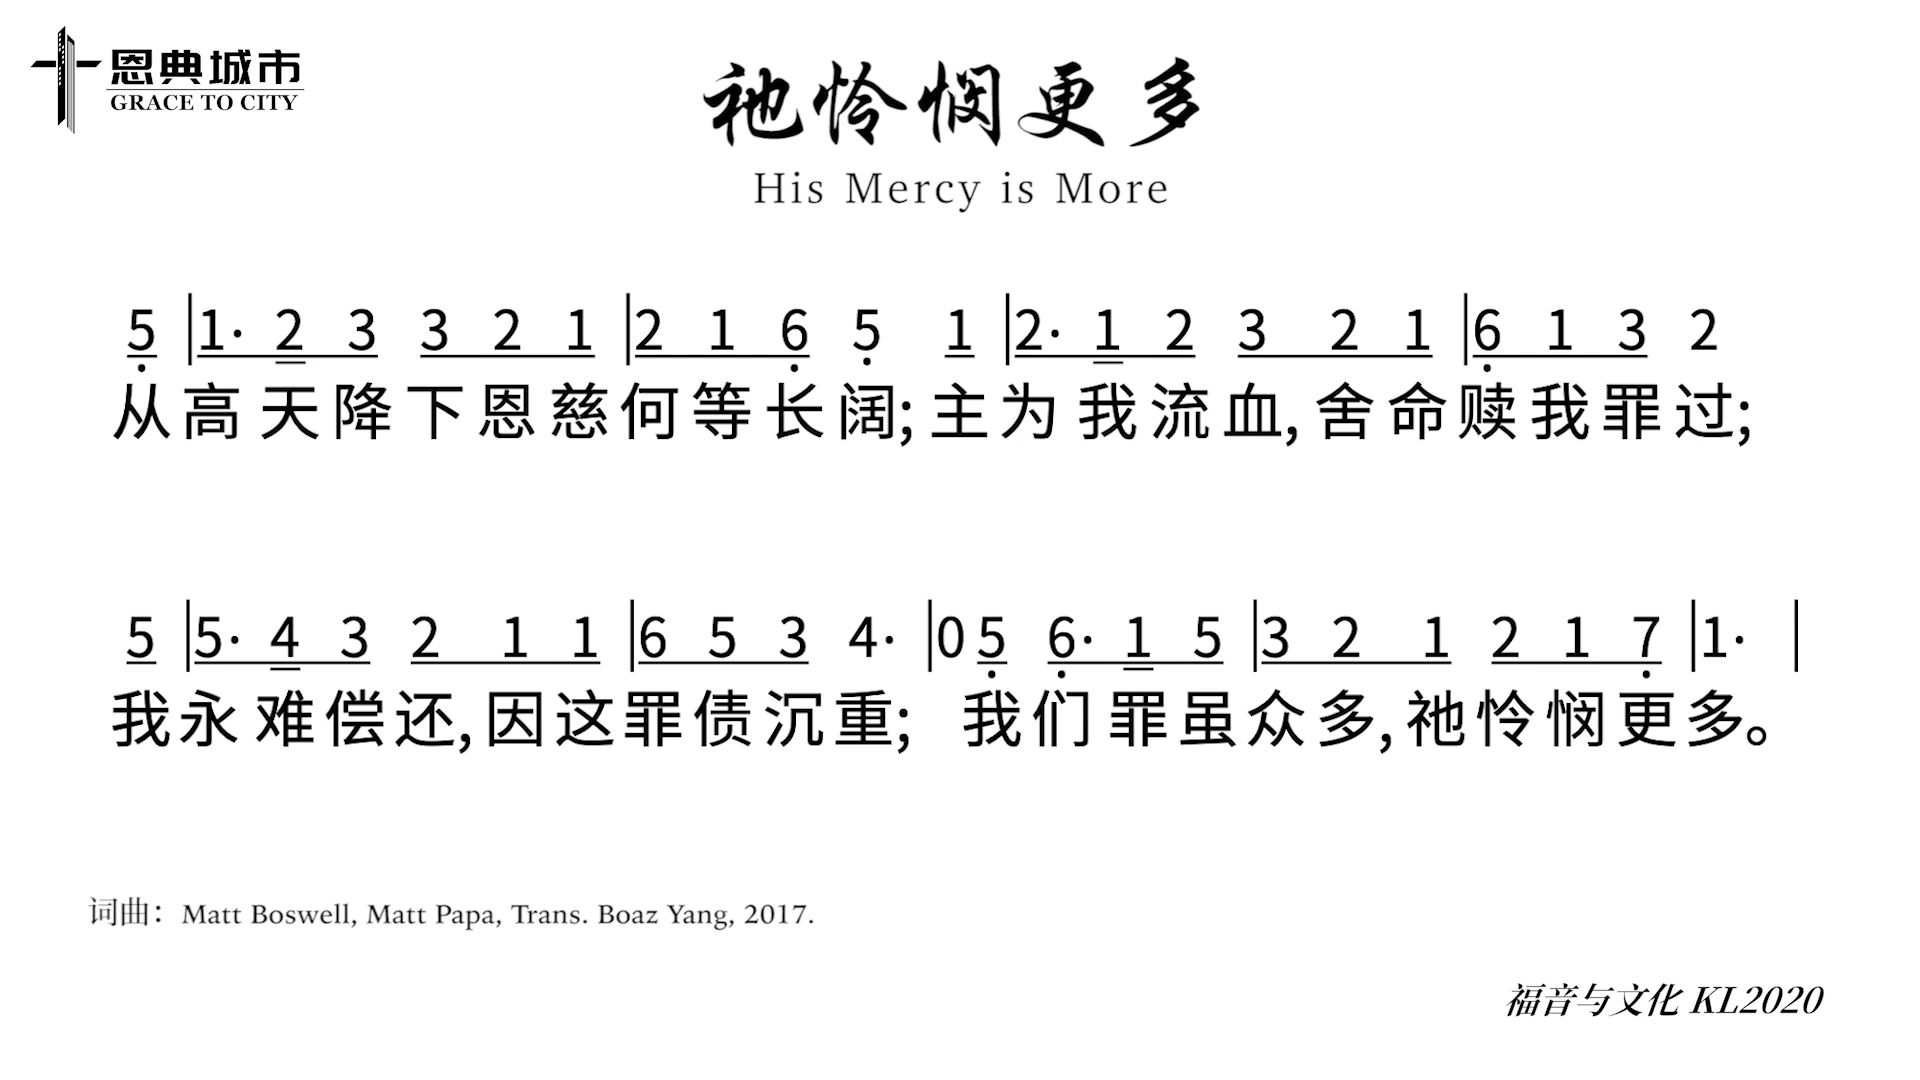 恩典城市
GRACE TO CITY
祂怜悯更多
His Mercy is More
5 |1· 2 3 3 2 1 |2 1 6 5 1 |2· 1 2 3 2 1 |6 1 3 2
从高天降下恩慈何等长阔;主为我流血,舍命赎我罪过;
5 |5· 4 3 2 1 1 |6 5 3 4· |0 5 6· 1 5 |3 2 1 2 1 7 |1· |
我永难偿还,因这罪债沉重; 我们罪虽众多,祂怜悯更多。
词曲：Matt Boswell, Matt Papa, Trans. Boaz Yang, 2017.
福音与文化 KL2020